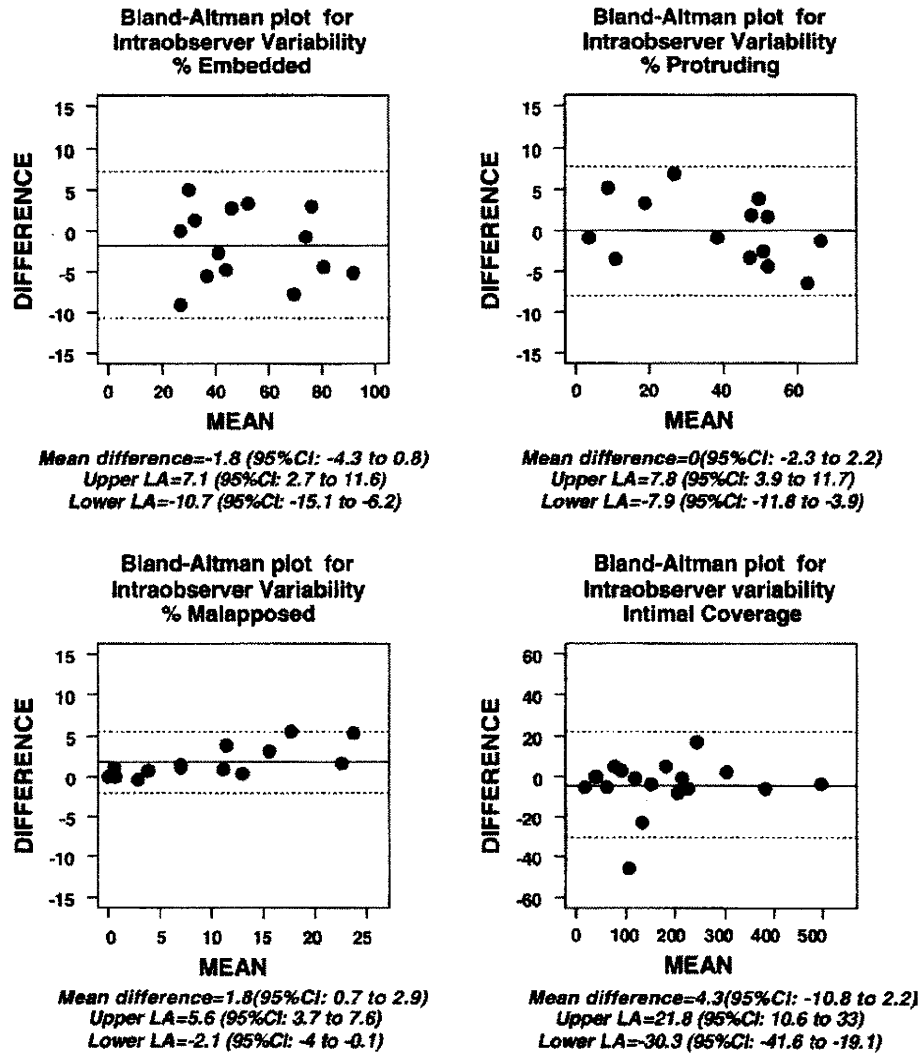 Bland-Altman plot for
Intraobserver Variability
% Embedded
15
10
5
0
-5
-10
-15
DIFFERENCE
0 20 40 60 80 100
MEAN
Mean difference=-1.8 (95%CI: -4.3 to 0.8)
Upper LA=7.1 (95%CI: 2.7 to 11.6)
Lower LA=-10.7 (95%CI: -15.1 to -6.2)
Bland-Altman plot for
Intraobserver Variability
% Protruding
15
10
5
0
-5
-10
-15
DIFFERENCE
0 20 40 60
MEAN
Mean difference=0(95%CI: -2.3 to 2.2)
Upper LA=7.8 (95%CI: 3.9 to 11.7)
Lower LA=-7.9 (95%CI: -11.8 to -3.9)
Bland-Altman plot for
Intraobserver Variability
% Malapposed
15
10
5
0
-5
-10
-15
DIFFERENCE
0 5 10 15 20 25
MEAN
Mean difference=1.8(95%CI: 0.7 to 2.9)
Upper LA=5.6 (95%CI: 3.7 to 7.6)
Lower LA=-2.1 (95%CI: -4 to -0.1)
Bland-Altman plot for
Intraobserver variability
Intimal Coverage
60
40
20
0
-20
-40
-60
DIFFERENCE
0 100 200 300 400 500
MEAN
Mean difference=4.3(95%CI: -10.8 to 2.2)
Upper LA=21.8 (95%CI: 10.6 to 33)
Lower LA=-30.3 (95%CI: -41.6 to -19.1)